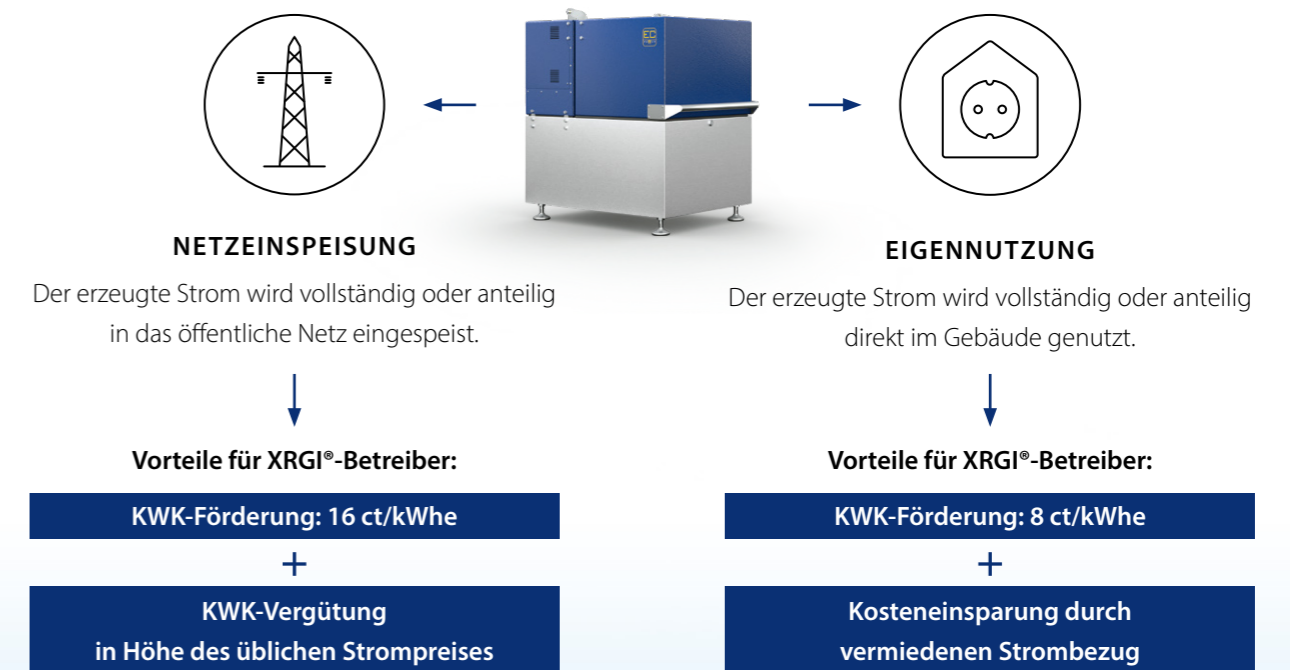 EC
NETZEINSPEISUNG
Der erzeugte Strom wird vollständig oder anteilig
in das öffentliche Netz eingespeist.
Vorteile für XRGI®-Betreiber:
KWK-Förderung: 16 ct/kWhe
+
KWK-Vergütung
in Höhe des üblichen Strompreises
EIGENNUTZUNG
Der erzeugte Strom wird vollständig oder anteilig
direkt im Gebäude genutzt.
Vorteile für XRGI®-Betreiber:
KWK-Förderung: 8 ct/kWhe
+
Kosteneinsparung durch
vermiedenen Strombezug